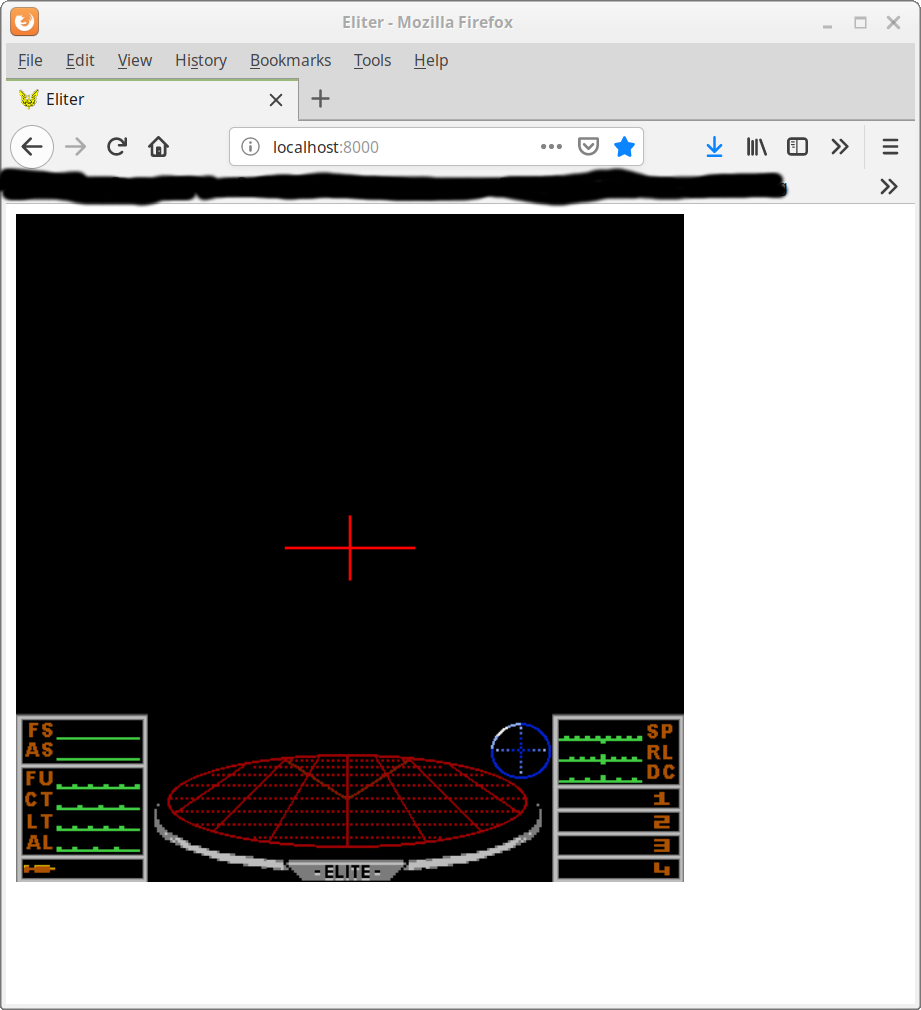 Eliter - Mozilla Firefox
File Edit View History Bookmarks Tools Help
Eliter
localhost:8000
FS
AS
FU
CT
LT
AL
SP
RL
DC
1
2
3
4
- ELITE -